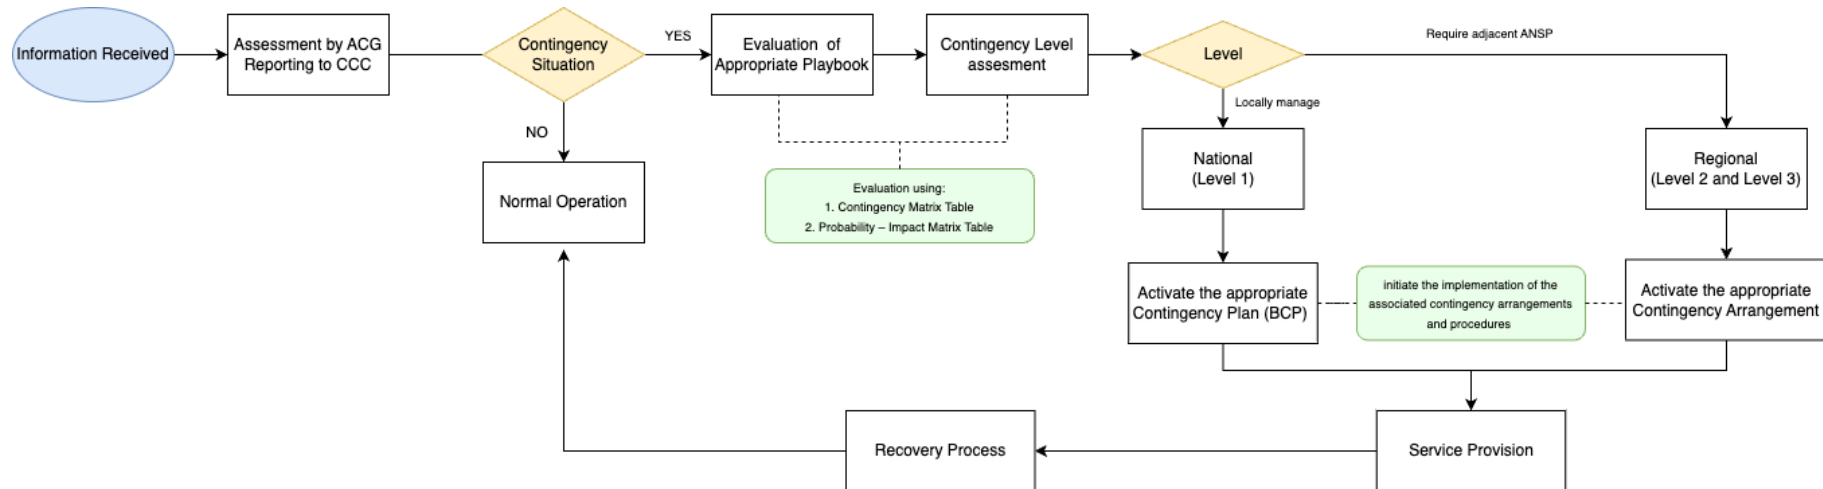 Information Received
Assessment by ACG
Reporting to CCC
Contingency
Situation
YES
Evaluation of
Appropriate Playbook
Contingency Level
assesment
Level
Require adjacent ANSP
Locally manage
NO
Normal Operation
Evaluation using:
1. Contingency Matrix Table
2. Probability – Impact Matrix Table
National
(Level 1)
Regional
(Level 2 and Level 3)
Activate the appropriate
Contingency Plan (BCP)
initiate the implementation of the
associated contingency arrangements
and procedures
Activate the appropriate
Contingency Arrangement
Recovery Process
Service Provision